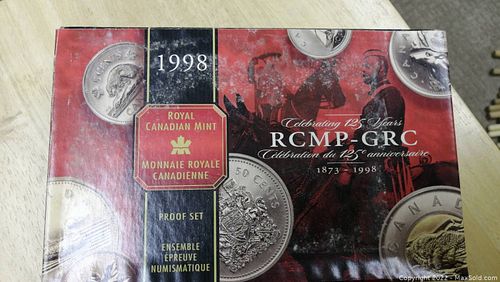 1998
ROYAL
CANADIAN MINT
MONNAIE ROYALE
CANADIENNE
PROOF SET
ENSEMBLE
ÉPREUVE
NUMISMATIQUE
Celebrating 125 Years
RCMP-GRC
Célébration du 125e anniversaire
1873 - 1998
50 CENTS
CANADA
Copyright 2022 - MaxSold.com